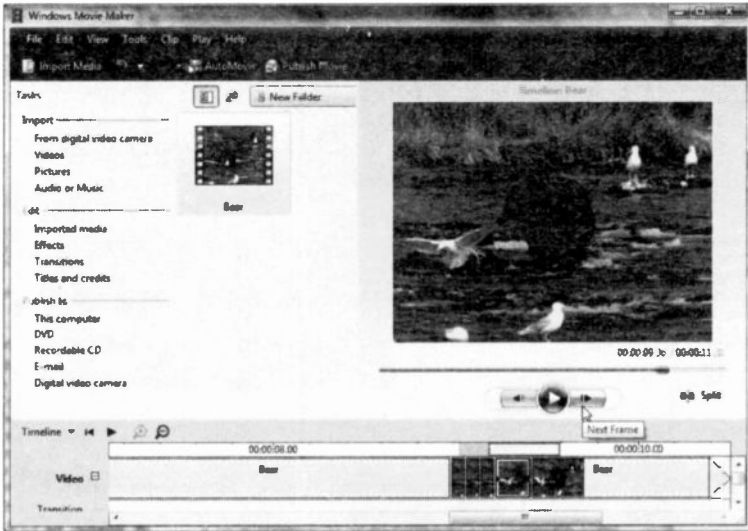 Windows Movie Maker
File Edit View Tools Clip Play Help
Import Media AutoMovie Publish Movie
Tasks
New Folder
Timeline: Bear
Import
From digital video camera
Videos
Pictures
Audio or Music
Bear
Edit
Imported media
Effects
Transitions
Titles and credits
Publish to
This computer
DVD
Recordable CD
E-mail
Digital video camera
Split
Next Frame
Timeline
00:00:08.00 00:00:10.00
Video
Bear Bear
Transition